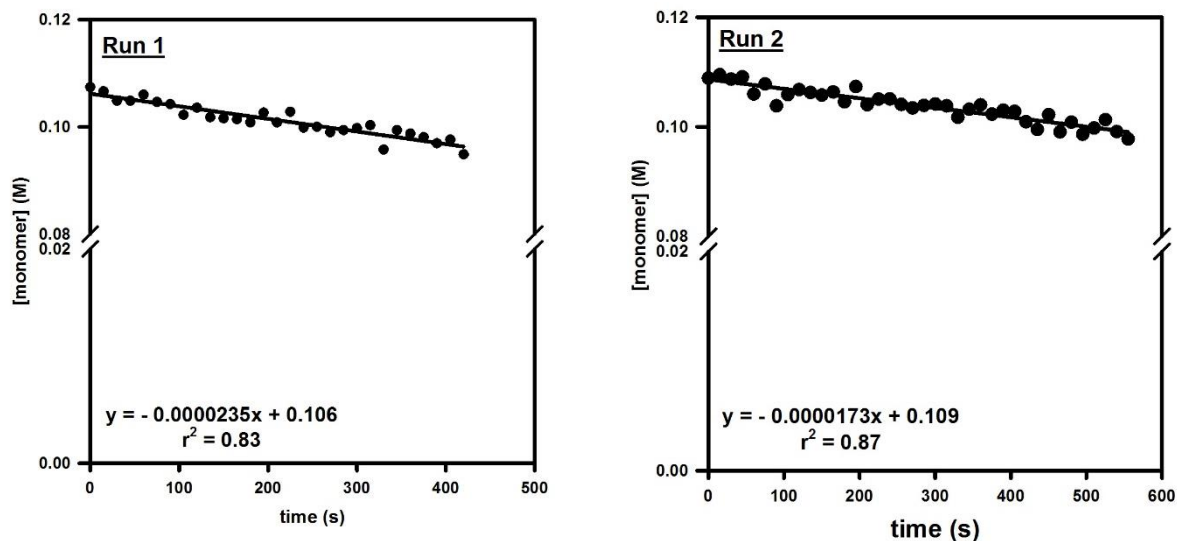 Run 1
[monomer] (M)
0.12
0.10
0.08
0.02
0.00
y = - 0.0000235x + 0.106
r² = 0.83
0 100 200 300 400 500
time (s)
Run 2
[monomer] (M)
0.12
0.10
0.08
0.02
0.00
y = - 0.0000173x + 0.109
r² = 0.87
0 100 200 300 400 500 600
time (s)